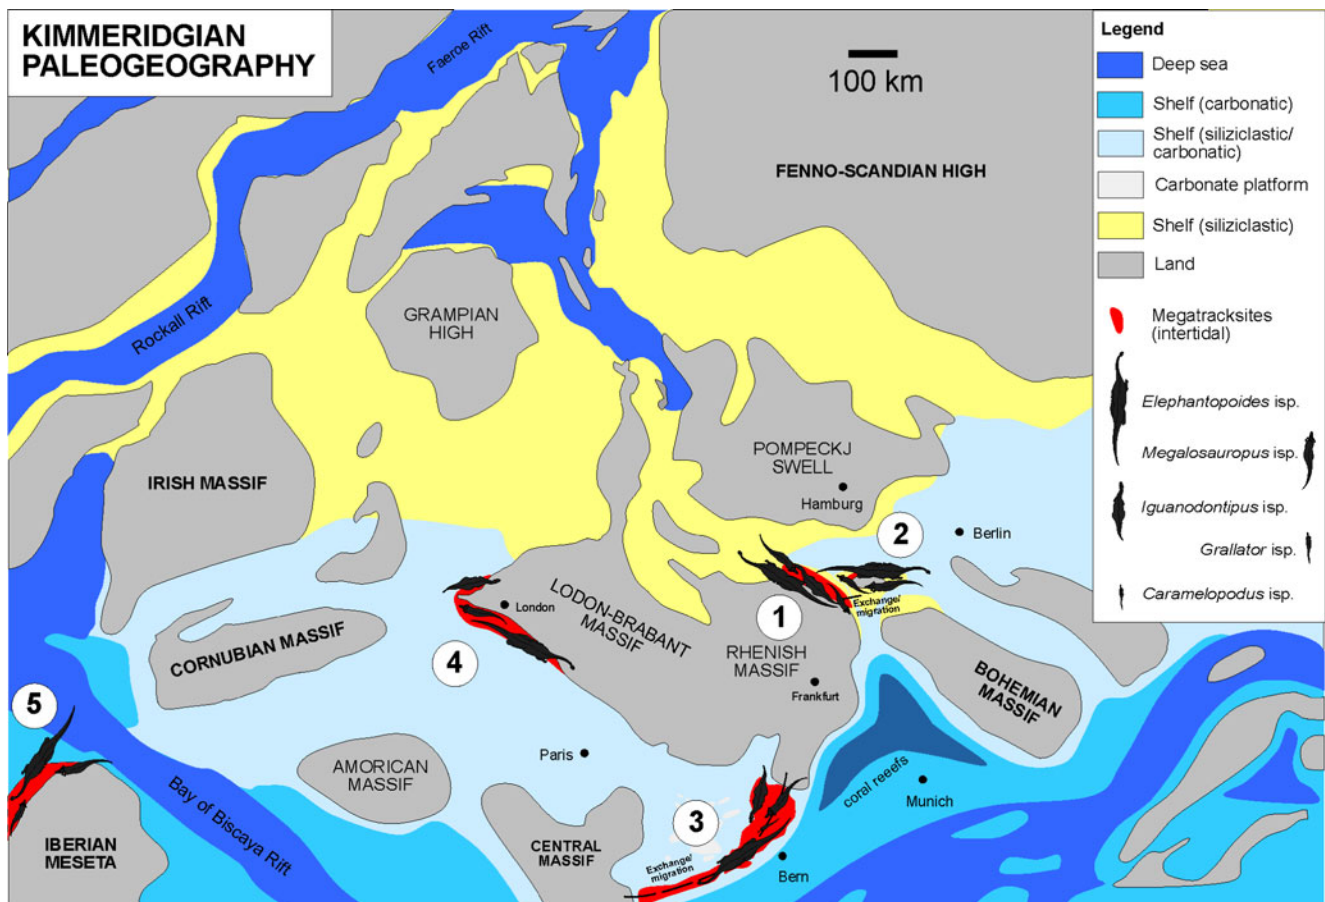 KIMMERIDGIAN
PALEOGEOGRAPHY
Faeroe Rift
100 km
FENNO-SCANDIAN HIGH
Rockall Rift
GRAMPIAN
HIGH
IRISH MASSIF
POMPECKJ
SWELL
Hamburg
2
Berlin
London
LODON-BRABANT
MASSIF
1
Exchange/
migration
RHENISH
MASSIF
Frankfurt
CORNUBIAN MASSIF
4
BOHEMIAN
MASSIF
5
Paris
AMORICAN
MASSIF
coral reeefs
Munich
Bay of Biscaya Rift
3
IBERIAN
MESETA
CENTRAL
MASSIF
Exchange/
migration
Bern
Legend
Deep sea
Shelf (carbonatic)
Shelf (siliziclastic/
carbonatic)
Carbonate platform
Shelf (siliziclastic)
Land
Megatracksites
(intertidal)
Elephantopoides isp.
Megalosauropus isp.
Iguanodontipus isp.
Grallator isp.
Caramelopodus isp.